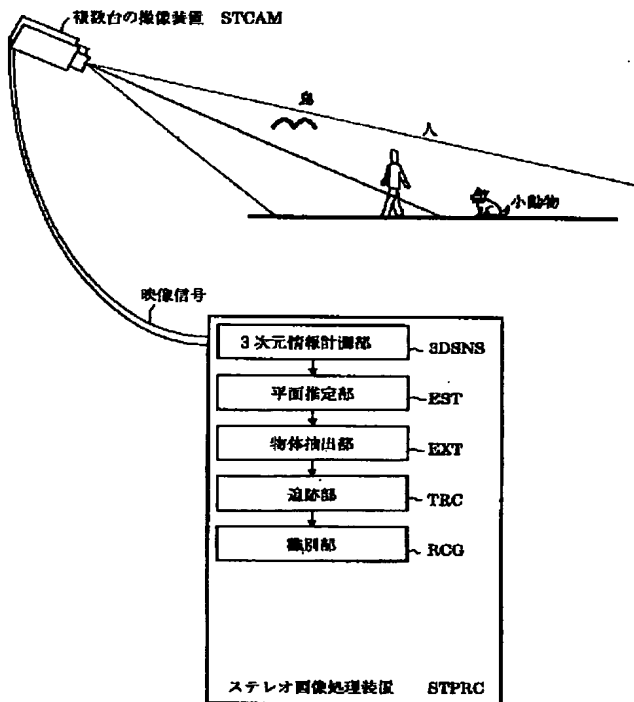 複数台の撮像装置 STCAM
鳥
人
小動物
映像信号
3次元情報計測部 3DSNS
平面推定部 EST
物体抽出部 EXT
追跡部 TRC
識別部 RCG
ステレオ画像処理装置 STPRC